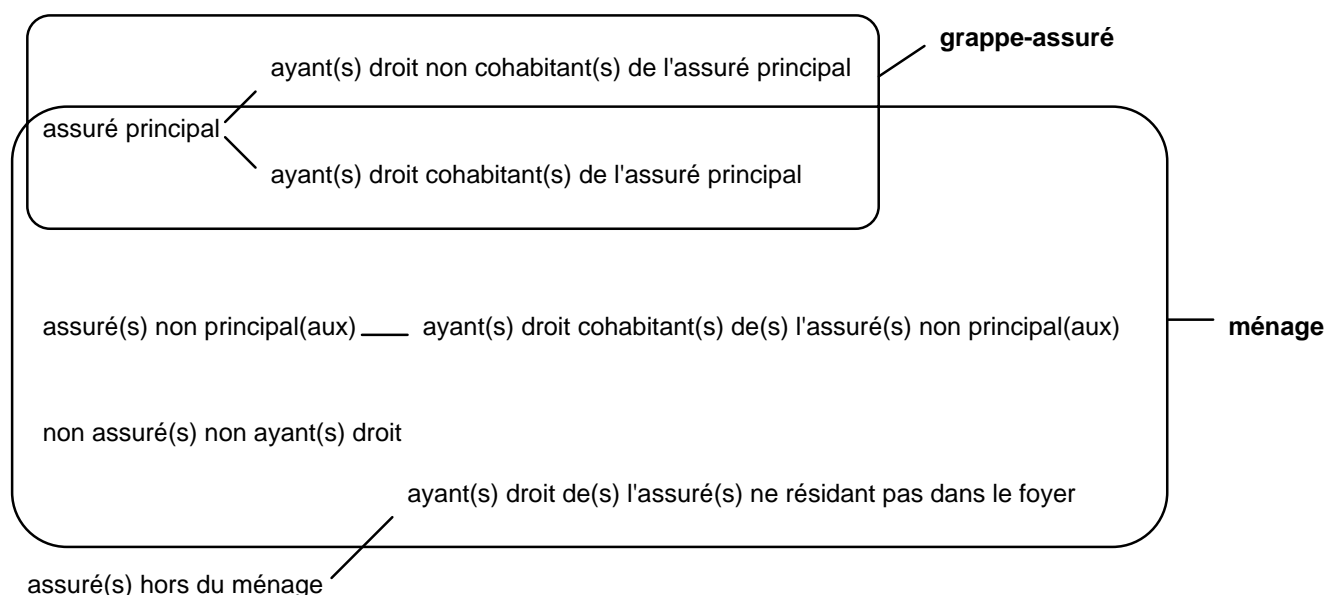 grappe-assuré
ayant(s) droit non cohabitant(s) de l'assuré principal
assuré principal
ayant(s) droit cohabitant(s) de l'assuré principal
assuré(s) non principal(aux) ayant(s) droit cohabitant(s) de(s) l'assuré(s) non principal(aux) ménage
non assuré(s) non ayant(s) droit
ayant(s) droit de(s) l'assuré(s) ne résidant pas dans le foyer
assuré(s) hors du ménage